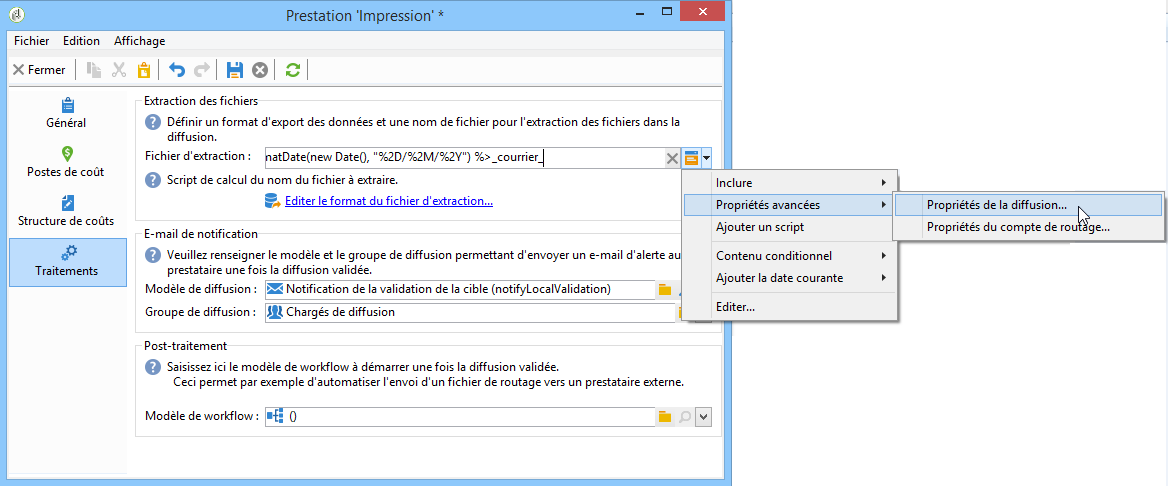 Prestation 'Impression' *
Fichier Edition Affichage
Fermer
Général
Postes de coût
Structure de coûts
Traitements
Extraction des fichiers
Définir un format d'export des données et une nom de fichier pour l'extraction des fichiers dans la
diffusion.
Fichier d'extraction : natDate(new Date(), "%2D/%2M/%2Y") %>_courrier_
Script de calcul du nom du fichier à extraire.
Editer le format du fichier d'extraction...
E-mail de notification
Veuillez renseigner le modèle et le groupe de diffusion permettant d'envoyer un e-mail d'alerte au
prestataire une fois la diffusion validée.
Modèle de diffusion : Notification de la validation de la cible (notifyLocalValidation)
Groupe de diffusion : Chargés de diffusion
Post-traitement
Saisissez ici le modèle de workflow à démarrer une fois la diffusion validée.
Ceci permet par exemple d'automatiser l'envoi d'un fichier de routage vers un prestataire externe.
Modèle de workflow : ()
Inclure
Propriétés avancées
Ajouter un script
Contenu conditionnel
Ajouter la date courante
Editer...
Propriétés de la diffusion...
Propriétés du compte de routage...